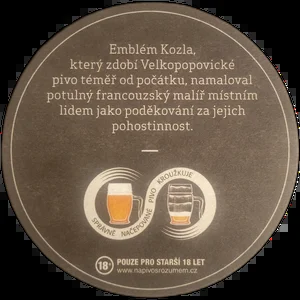 Emblém Kozla,
který zdobí Velkopopovické
pivo téměř od počátku, namaloval
potulný francouzský malíř místním
lidem jako poděkování za jejich
pohostinnost.
SPRÁVNĚ NAČEPOVANÉ PIVO KROUŽKUJE
18+ POUZE PRO STARŠÍ 18 LET
www.napivosrozumem.cz